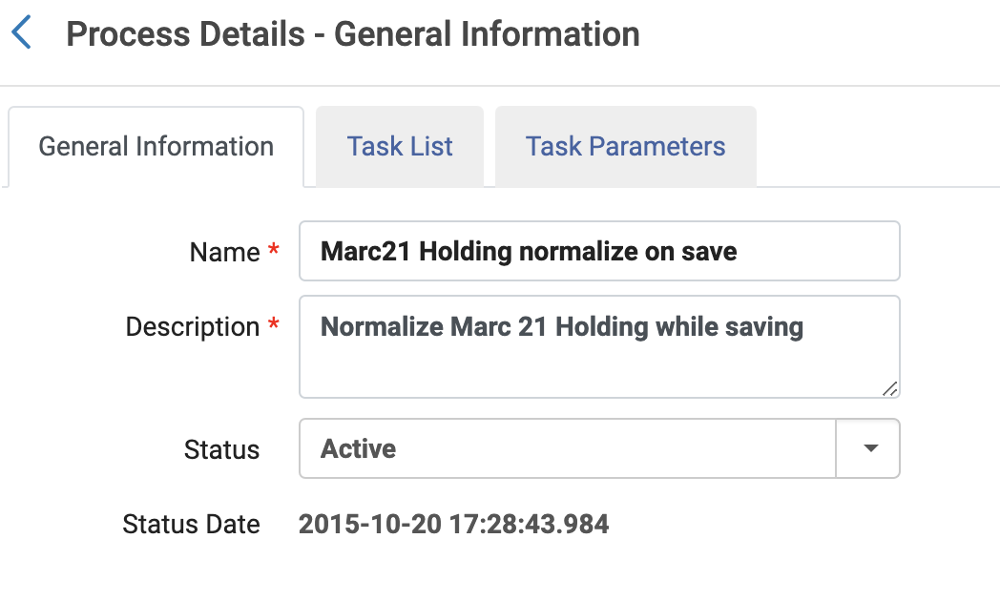 Process Details - General Information
General Information Task List Task Parameters
Name * Marc21 Holding normalize on save
Description * Normalize Marc 21 Holding while saving
Status Active
Status Date 2015-10-20 17:28:43.984